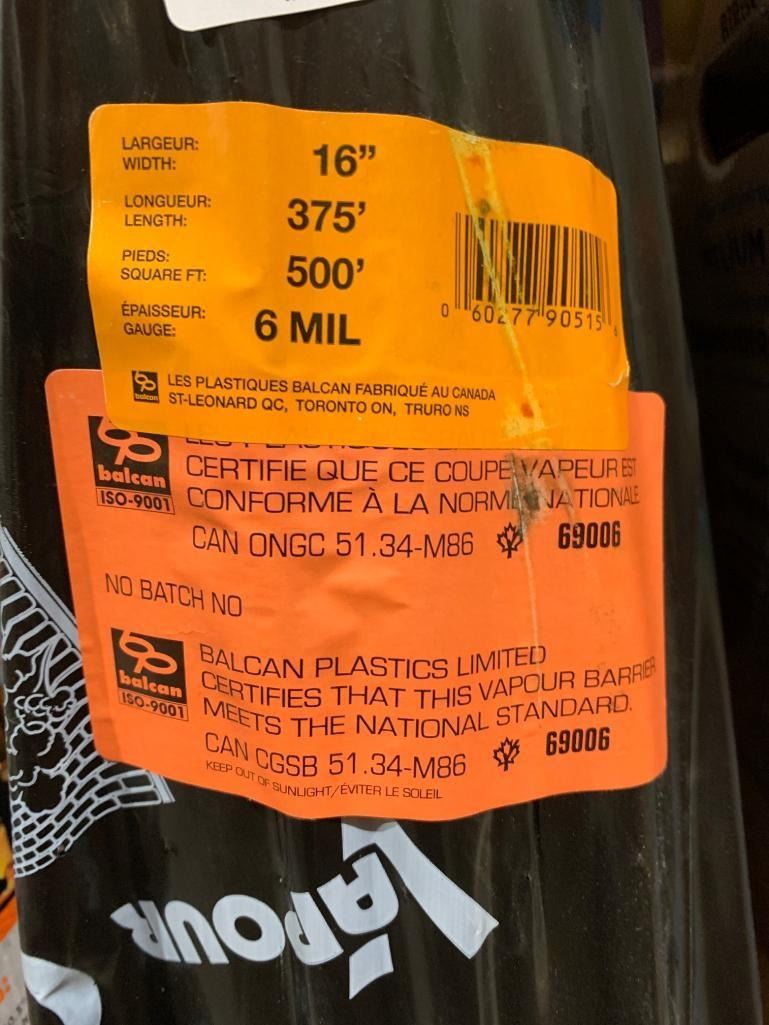 LARGEUR:
WIDTH: 16”
LONGUEUR:
LENGTH: 375’
PIEDS:
SQUARE FT: 500’
ÉPAISSEUR:
GAUGE: 6 MIL
0 60277 90515 6
balcan LES PLASTIQUES BALCAN FABRIQUÉ AU CANADA
ST-LEONARD QC, TORONTO ON, TRURO NS
balcan
ISO-9001
CERTIFIE QUE CE COUPE VAPEUR EST
CONFORME À LA NORME NATIONALE
CAN ONGC 51.34-M86 69006
NO BATCH NO
balcan
ISO-9001
BALCAN PLASTICS LIMITED
CERTIFIES THAT THIS VAPOUR BARRIER
MEETS THE NATIONAL STANDARD.
CAN CGSB 51.34-M86 69006
KEEP OUT OF SUNLIGHT/ÉVITER LE SOLEIL
VAPOUR